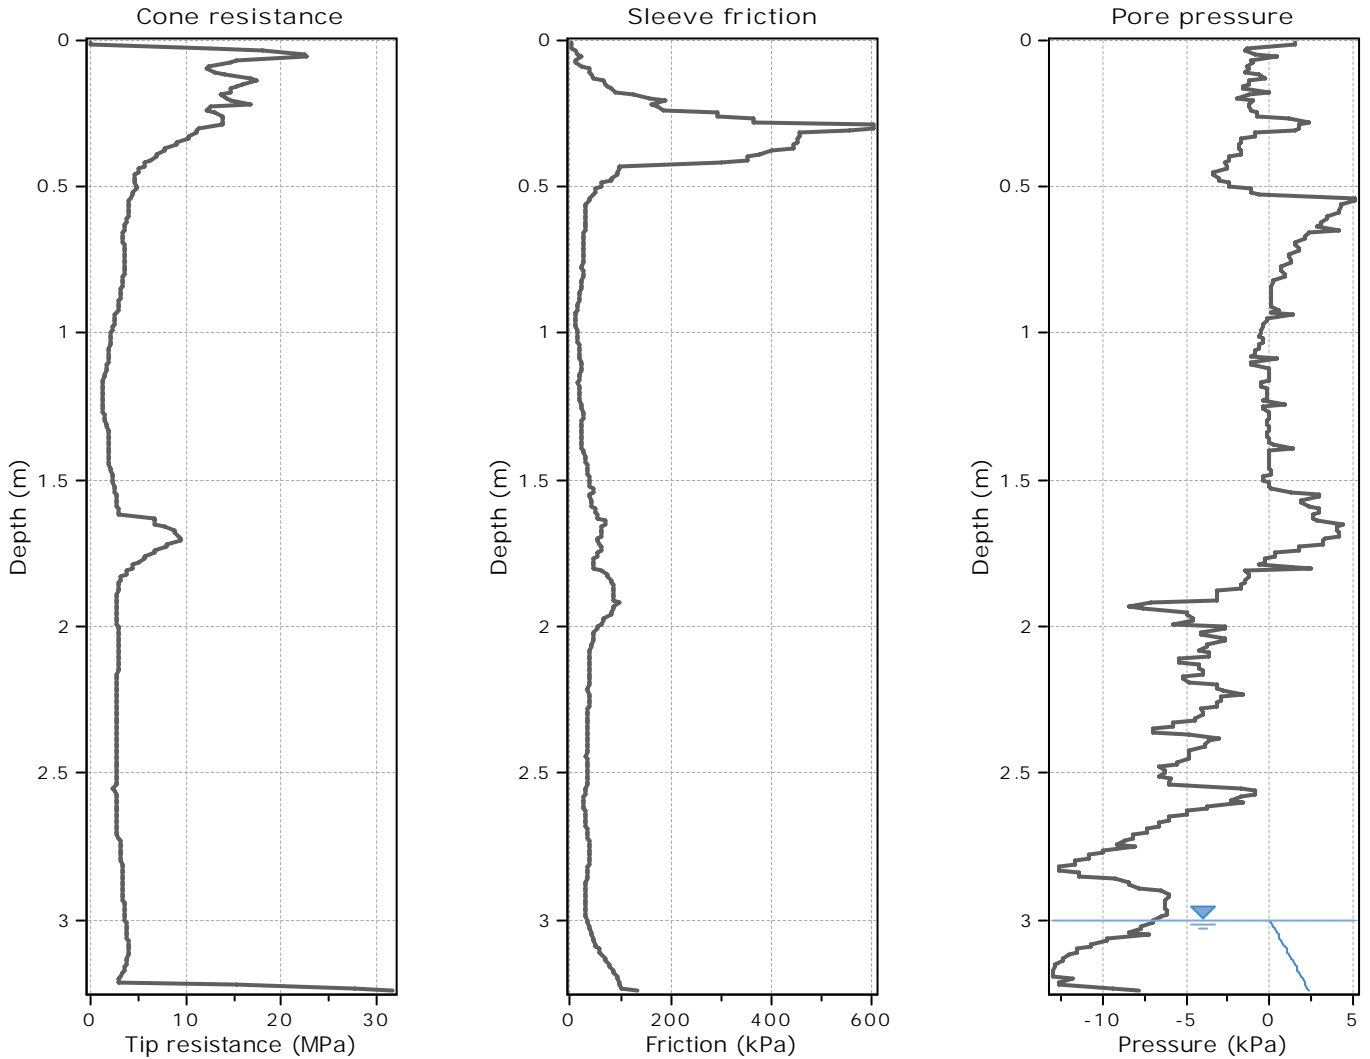 Cone resistance
0
0.5
1
1.5
2
2.5
3
Depth (m)
0 10 20 30
Tip resistance (MPa)
Sleeve friction
0
0.5
1
1.5
2
2.5
3
Depth (m)
0 200 400 600
Friction (kPa)
Pore pressure
0
0.5
1
1.5
2
2.5
3
Depth (m)
-10 -5 0 5
Pressure (kPa)